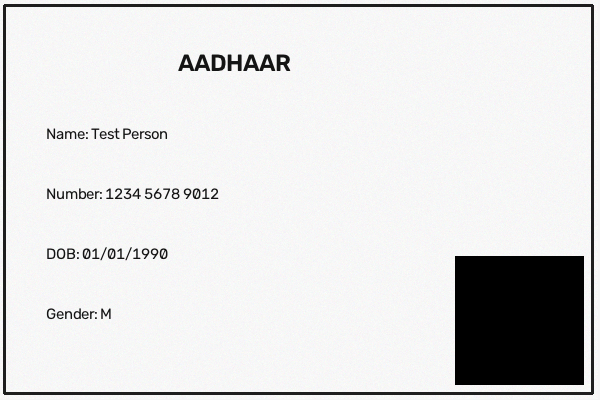 AADHAAR
Name: Test Person
Number: 1234 5678 9012
DOB: 01/01/1990
Gender: M